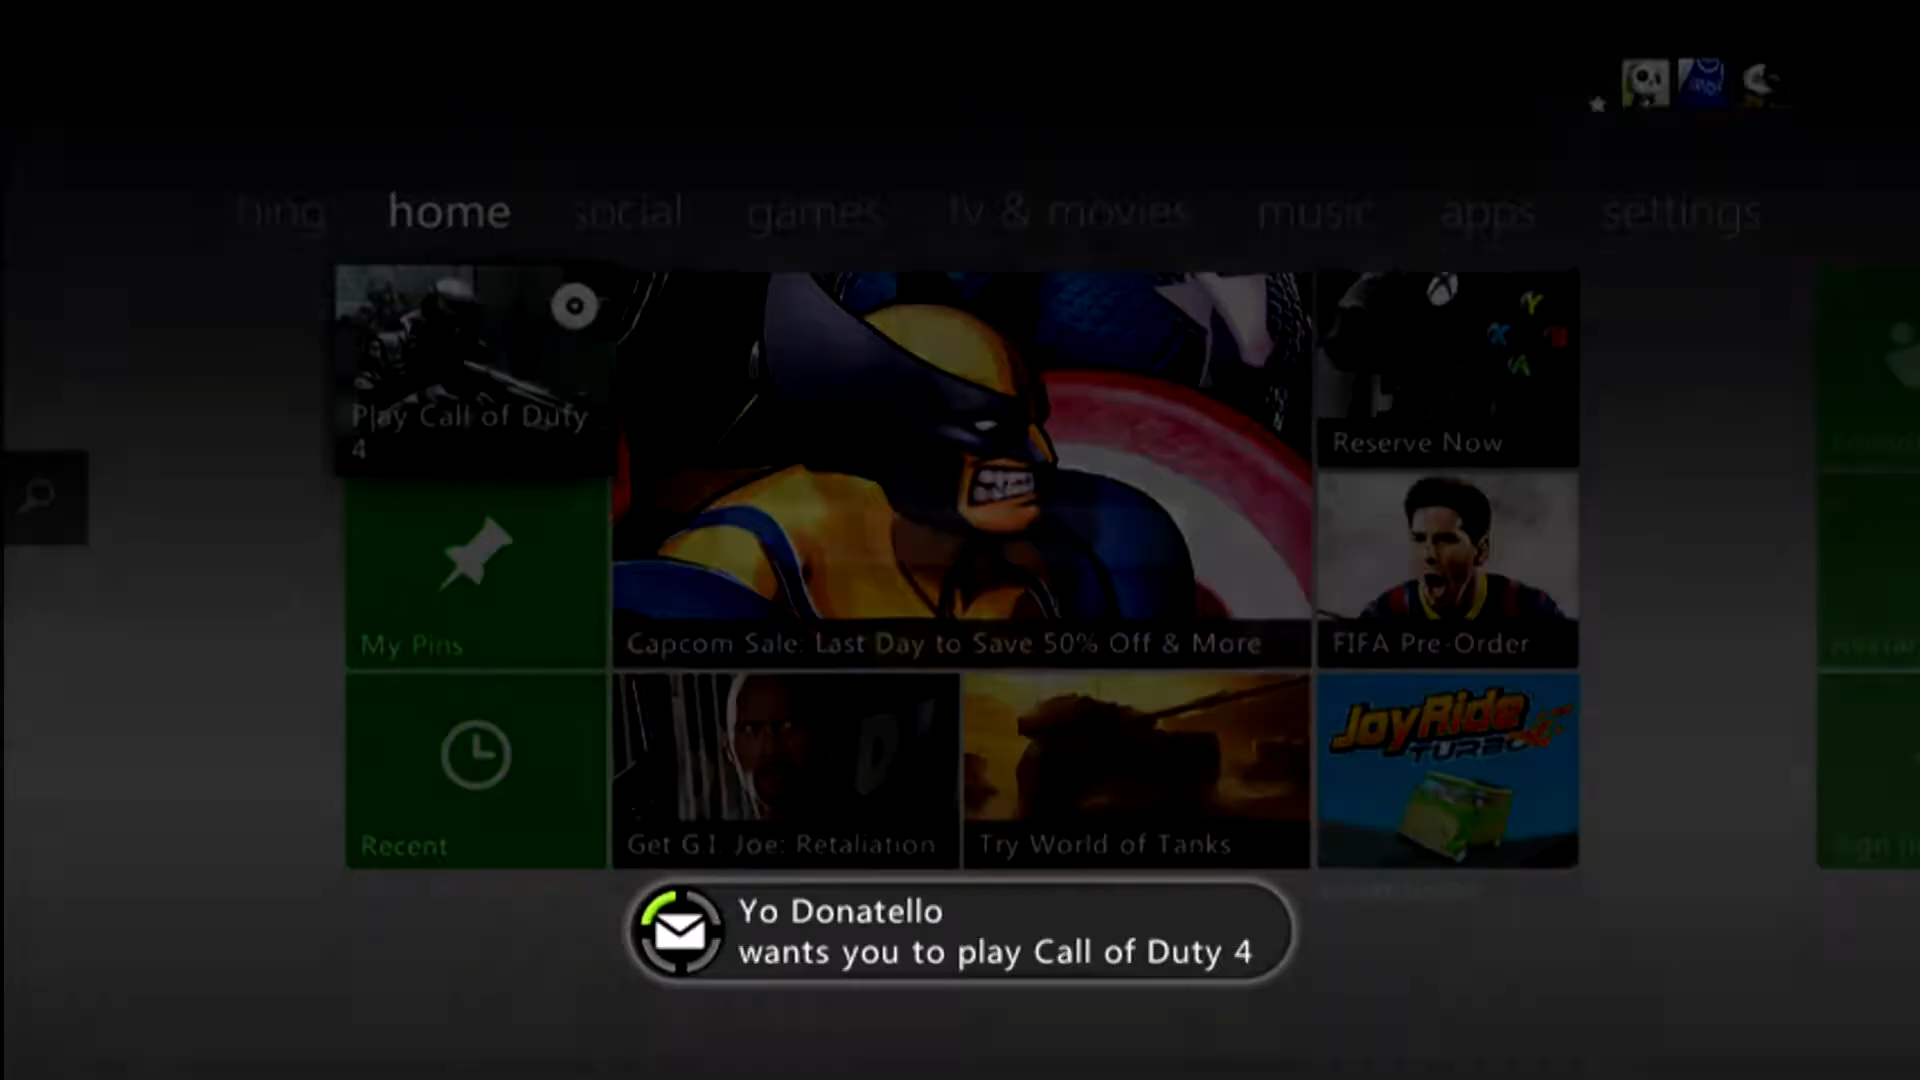 bing home social games tv & movies music apps settings
Play Call of Duty
4
Reserve Now
My Pins
Capcom Sale: Last Day to Save 50% Off & More
FIFA Pre-Order
JoyRide
TURBO
Recent
Get G.I. Joe: Retaliation
Try World of Tanks
Yo Donatello
wants you to play Call of Duty 4